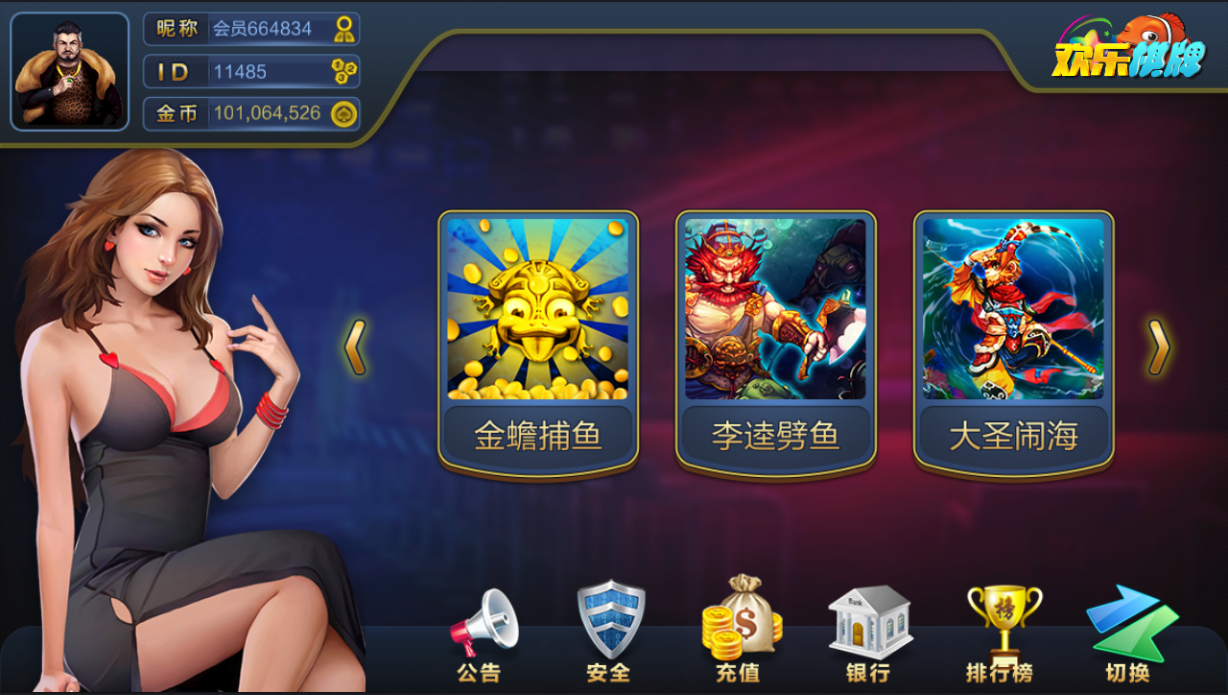 昵称 会员664834
ID 11485
金币 101,064,526
欢乐棋牌
金蟾捕鱼
李逵劈鱼
大圣闹海
Bank
$
榜
公告
安全
充值
银行
排行榜
切换